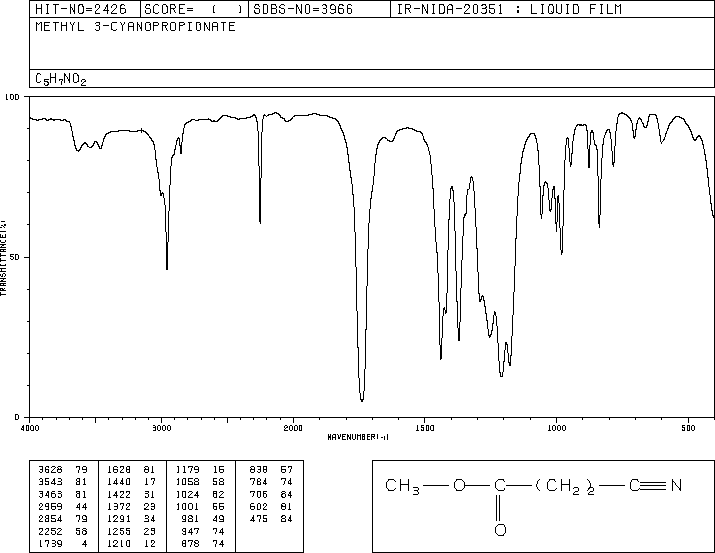 HIT-NO=2426 SCORE= ( ) SDBS-NO=3966 IR-NIDA-20351 : LIQUID FILM
METHYL 3-CYANOPROPIONATE
C5H7NO2
100
50
0
TRANSMITTANCE(%)
4000 3000 2000 1500 1000 500
WAVENUMBER(-1)
3628 79 1628 81 1179 15 838 57
3543 81 1440 17 1058 58 784 74
3463 81 1422 31 1024 62 706 84
2959 44 1372 23 1001 55 602 81
2854 79 1291 34 981 49 475 84
2252 58 1255 23 947 74
1739 4 1210 12 878 74
CH3 O C (CH2)2 C N
O